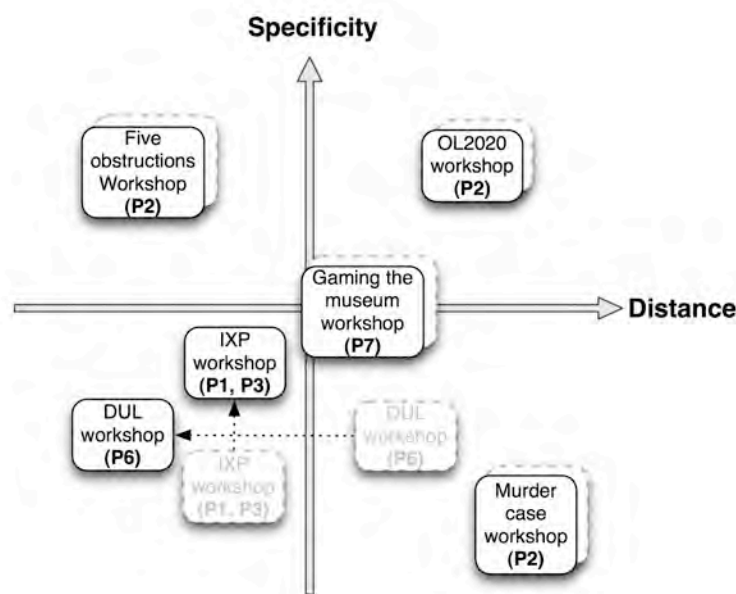 Specificity
Five
obstructions
Workshop
(P2)
OL2020
workshop
(P2)
Gaming the
museum
workshop
(P7)
Distance
IXP
workshop
(P1, P3)
DUL
workshop
(P6)
DUL
workshop
(P6)
IXP
workshop
(P1, P3)
Murder
case
workshop
(P2)